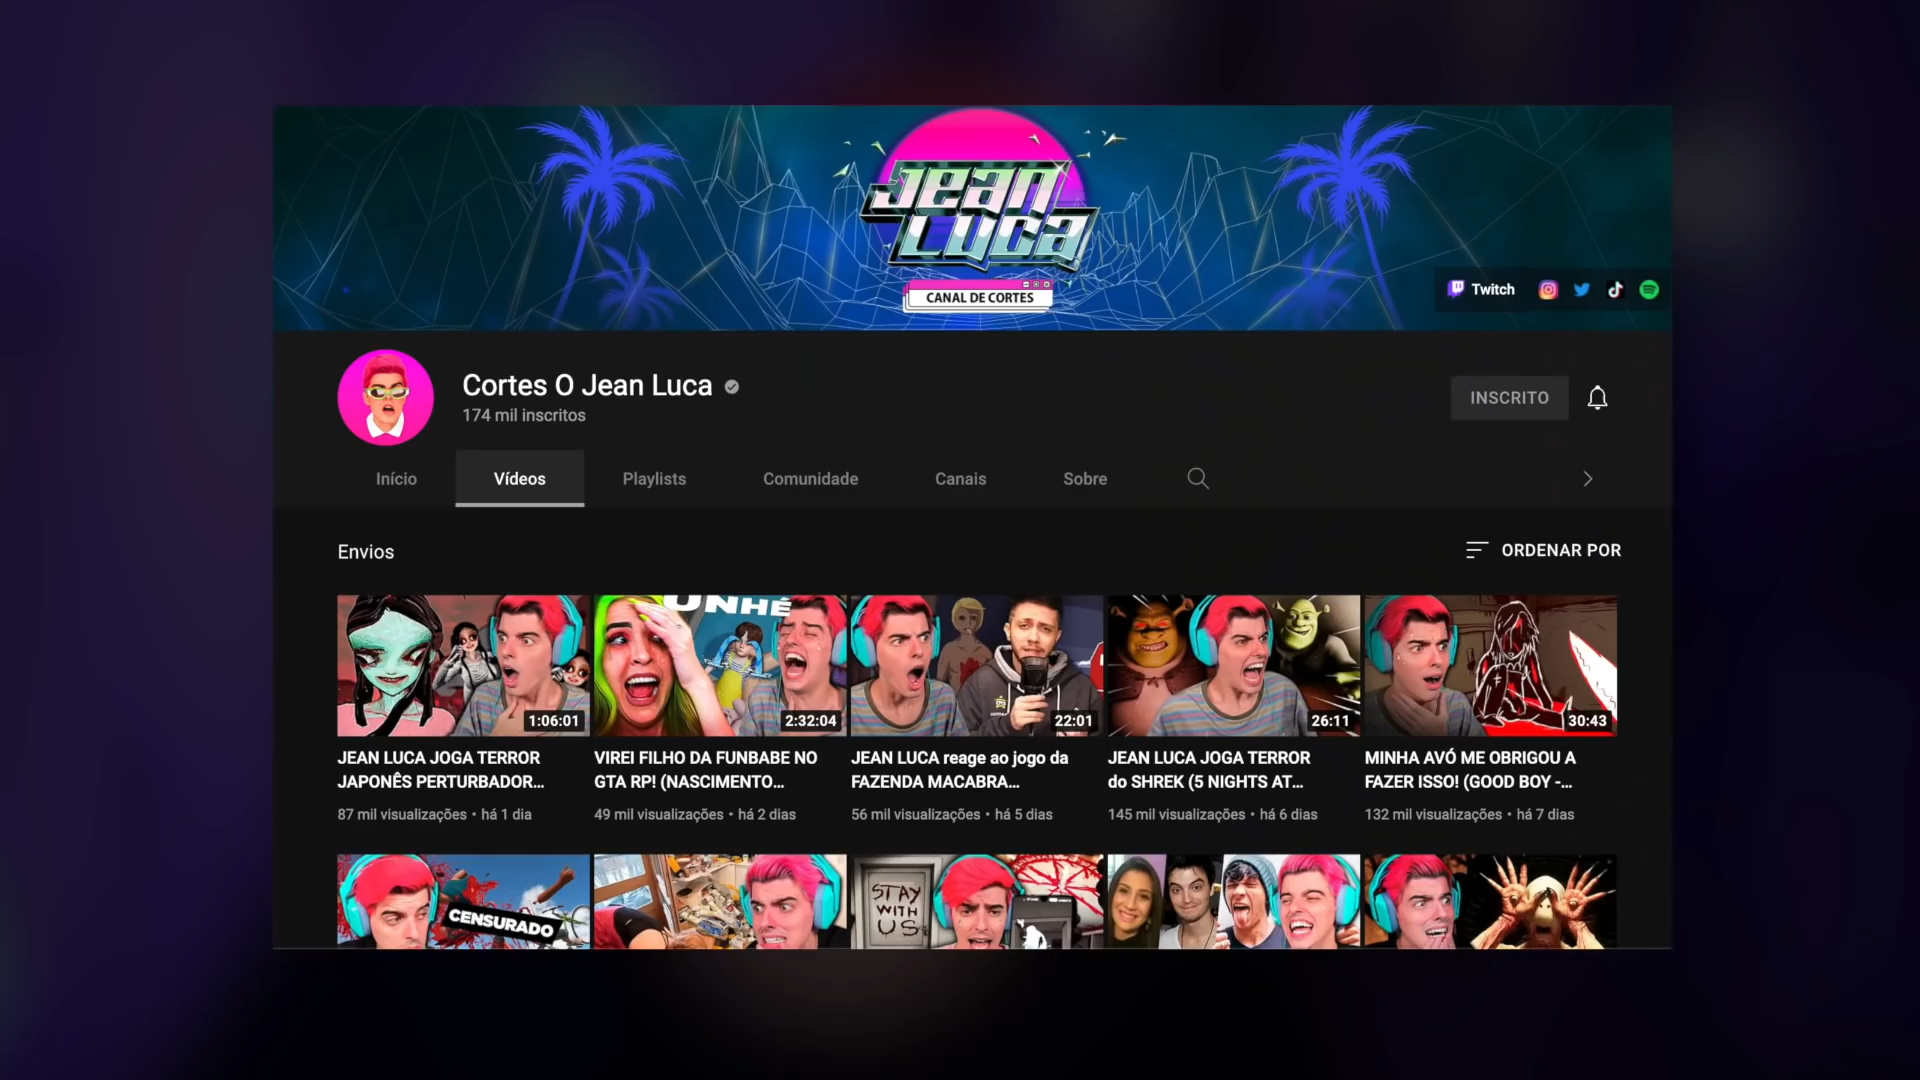 Jean
Luca
CANAL DE CORTES
Twitch
Cortes O Jean Luca
174 mil inscritos
INSCRITO
Início
Vídeos
Playlists
Comunidade
Canais
Sobre
Envios
ORDENAR POR
UNHÉ
1:06:01
2:32:04
22:01
26:11
30:43
JEAN LUCA JOGA TERROR
JAPONÊS PERTURBADOR...
87 mil visualizações • há 1 dia
VIREI FILHO DA FUNBABE NO
GTA RP! (NASCIMENTO...
49 mil visualizações • há 2 dias
JEAN LUCA reage ao jogo da
FAZENDA MACABRA...
56 mil visualizações • há 5 dias
JEAN LUCA JOGA TERROR
do SHREK (5 NIGHTS AT...
145 mil visualizações • há 6 dias
MINHA AVÓ ME OBRIGOU A
FAZER ISSO! (GOOD BOY -...
132 mil visualizações • há 7 dias
CENSURADO
STAY
WITH
US